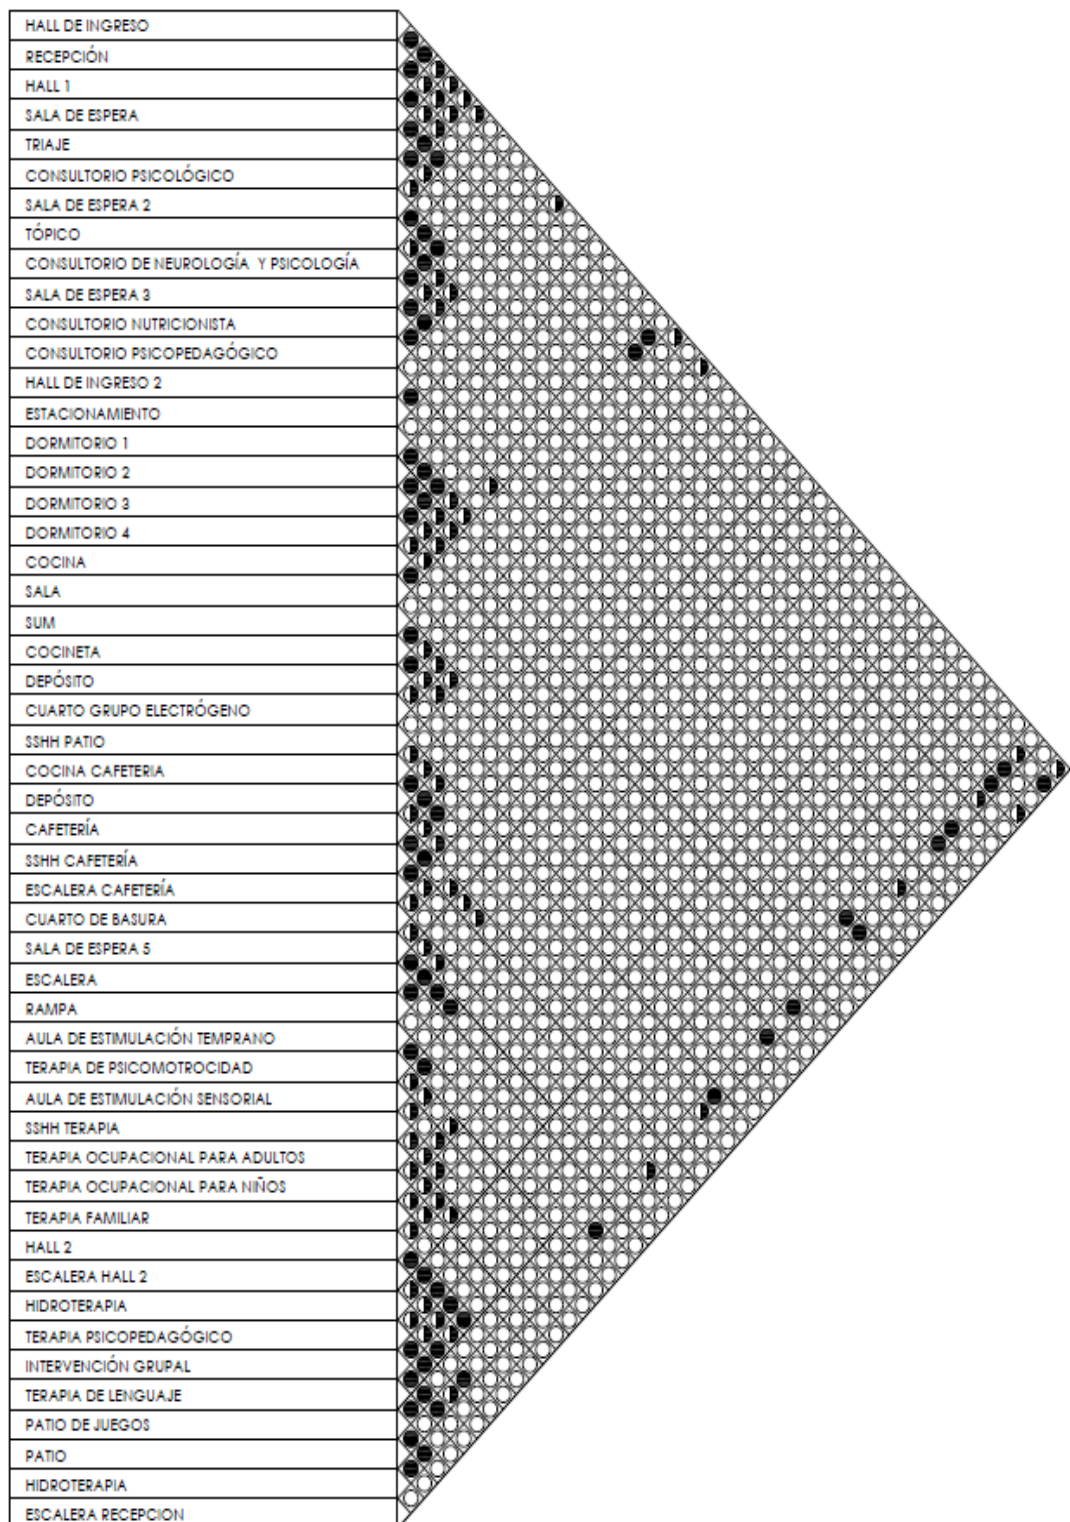 HALL DE INGRESO
RECEPCIÓN
HALL 1
SALA DE ESPERA
TRIAJE
CONSULTORIO PSICOLÓGICO
SALA DE ESPERA 2
TÓPICO
CONSULTORIO DE NEUROLOGÍA Y PSICOLOGÍA
SALA DE ESPERA 3
CONSULTORIO NUTRICIONISTA
CONSULTORIO PSICOPEDAGÓGICO
HALL DE INGRESO 2
ESTACIONAMIENTO
DORMITORIO 1
DORMITORIO 2
DORMITORIO 3
DORMITORIO 4
COCINA
SALA
SUM
COCINETA
DEPÓSITO
CUARTO GRUPO ELECTRÓGENO
SSHH PATIO
COCINA CAFETERIA
DEPÓSITO
CAFETERÍA
SSHH CAFETERÍA
ESCALERA CAFETERÍA
CUARTO DE BASURA
SALA DE ESPERA 5
ESCALERA
RAMPA
AULA DE ESTIMULACIÓN TEMPRANO
TERAPIA DE PSICOMOTROCIDAD
AULA DE ESTIMULACIÓN SENSORIAL
SSHH TERAPIA
TERAPIA OCUPACIONAL PARA ADULTOS
TERAPIA OCUPACIONAL PARA NIÑOS
TERAPIA FAMILIAR
HALL 2
ESCALERA HALL 2
HIDROTERAPIA
TERAPIA PSICOPEDAGÓGICO
INTERVENCIÓN GRUPAL
TERAPIA DE LENGUAJE
PATIO DE JUEGOS
PATIO
HIDROTERAPIA
ESCALERA RECEPCION